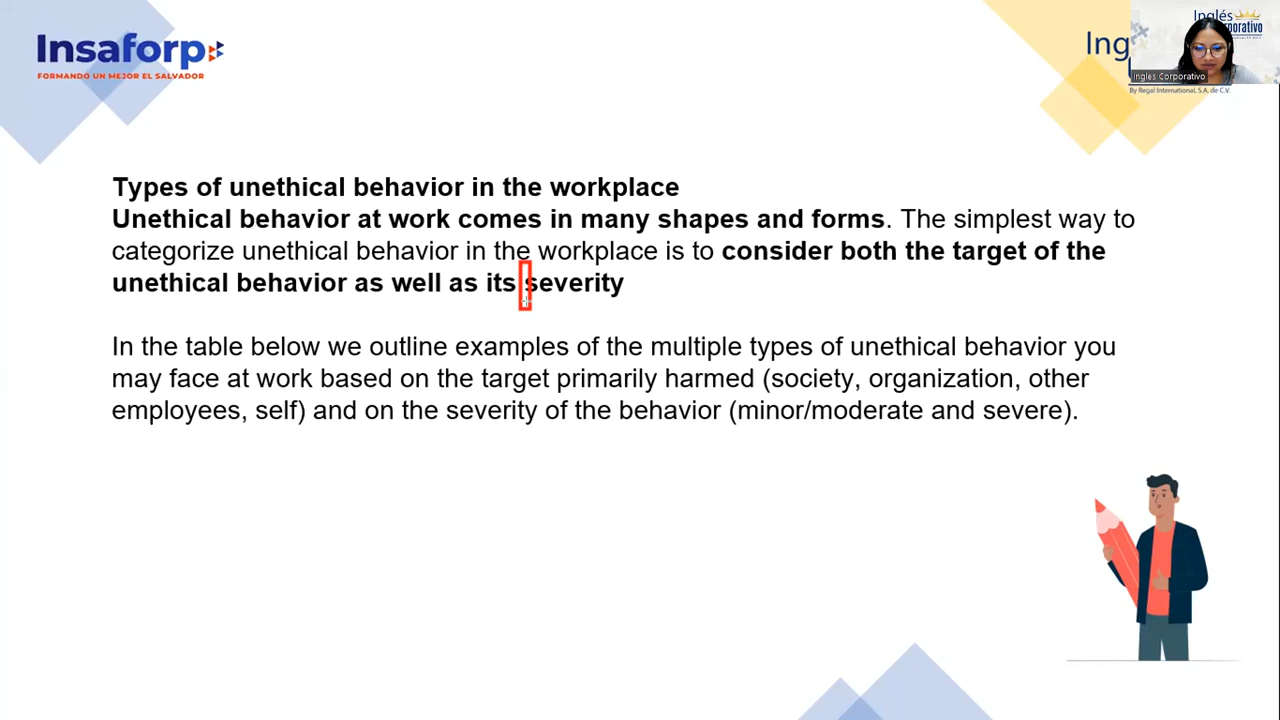 Insaforp
FORMANDO UN MEJOR EL SALVADOR
Ing
Inglés
Ingles Corporativo
By Regal International, S.A. de C.V.
Types of unethical behavior in the workplace
Unethical behavior at work comes in many shapes and forms. The simplest way to
categorize unethical behavior in the workplace is to consider both the target of the
unethical behavior as well as its severity
In the table below we outline examples of the multiple types of unethical behavior you
may face at work based on the target primarily harmed (society, organization, other
employees, self) and on the severity of the behavior (minor/moderate and severe).